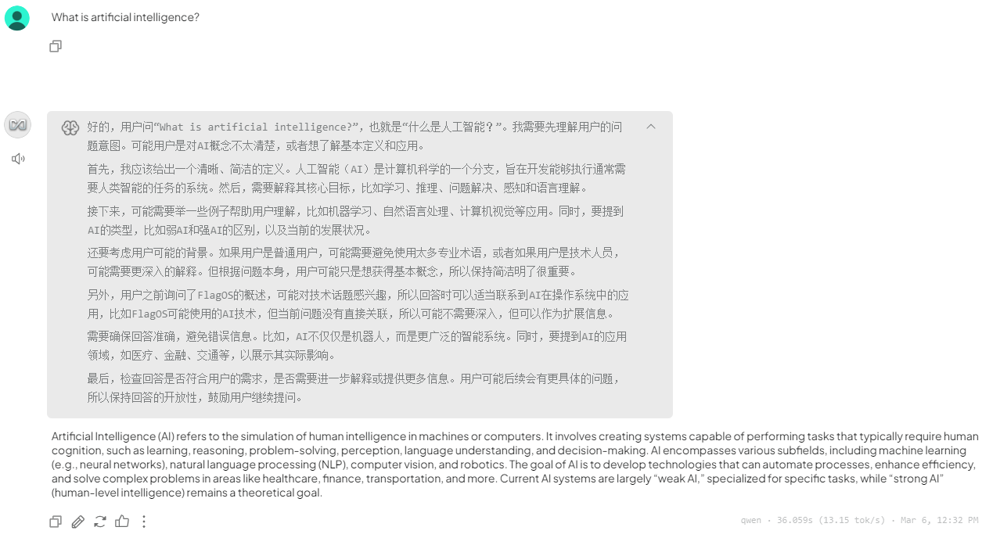 What is artificial intelligence?
好的，用户问“What is artificial intelligence?”，也就是“什么是人工智能？”。我需要先理解用户的问
题意图。可能用户是对AI概念不太清楚，或者想了解基本定义和应用。
首先，我应该给出一个清晰、简洁的定义。人工智能（AI）是计算机科学的一个分支，旨在开发能够执行通常需
要人类智能的任务的系统。然后，需要解释其核心目标，比如学习、推理、问题解决、感知和语言理解。
接下来，可能需要举一些例子帮助用户理解，比如机器学习、自然语言处理、计算机视觉等应用。同时，要提到
AI的类型，比如弱AI和强AI的区别，以及当前的发展状况。
还要考虑用户可能的背景。如果用户是普通用户，可能需要避免使用太多专业术语，或者如果用户是技术人员，
可能需要更深入的解释。但根据问题本身，用户可能只是想获得基本概念，所以保持简洁明了很重要。
另外，用户之前询问了FlagOS的概述，可能对技术话题感兴趣，所以回答时可以适当联系到AI在操作系统中的应
用，比如FlagOS可能使用的AI技术，但当前问题没有直接关联，所以可能不需要深入，但可以作为扩展信息。
需要确保回答准确，避免错误信息。比如，AI不仅仅是机器人，而是更广泛的智能系统。同时，要提到AI的应用
领域，如医疗、金融、交通等，以展示其实际影响。
最后，检查回答是否符合用户的需求，是否需要进一步解释或提供更多信息。用户可能后续会有更具体的问题，
所以保持回答的开放性，鼓励用户继续提问。
Artificial Intelligence (AI) refers to the simulation of human intelligence in machines or computers. It involves creating systems capable of performing tasks that typically require human
cognition, such as learning, reasoning, problem-solving, perception, language understanding, and decision-making. AI encompasses various subfields, including machine learning
(e.g., neural networks), natural language processing (NLP), computer vision, and robotics. The goal of AI is to develop technologies that can automate processes, enhance efficiency,
and solve complex problems in areas like healthcare, finance, transportation, and more. Current AI systems are largely “weak AI,” specialized for specific tasks, while “strong AI”
(human-level intelligence) remains a theoretical goal.
qwen · 36.059s (13.15 tok/s) · Mar 6, 12:32 PM